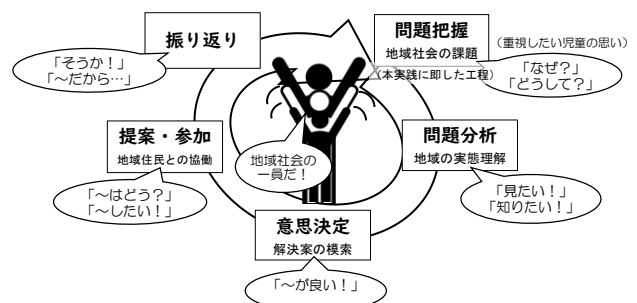 振り返り
「そうか！」
「～だから…」
問題把握
地域社会の課題
（本実践に即した工程）
（重視したい児童の思い）
「なぜ？」
「どうして？」
提案・参加
地域住民との協働
「～はどう？」
「～したい！」
地域社会の
一員だ！
問題分析
地域の実態理解
「見たい！」
「知りたい！」
意思決定
解決案の模索
「～が良い！」